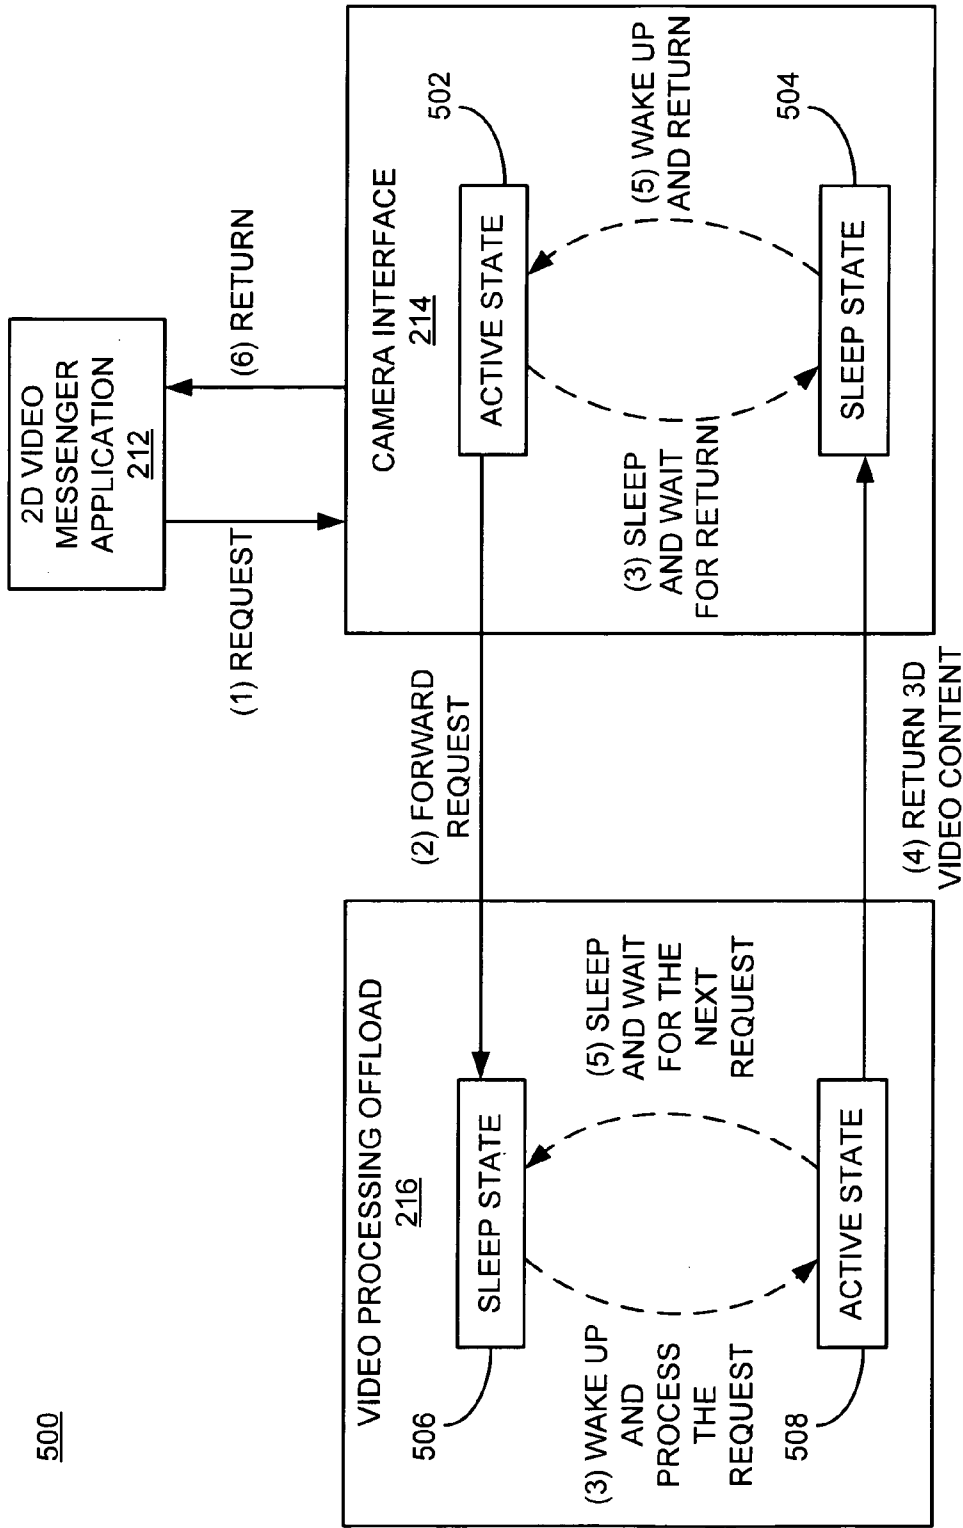 500
2D VIDEO
MESSENGER
APPLICATION
212
(1) REQUEST
(6) RETURN
VIDEO PROCESSING OFFLOAD
216
506
SLEEP STATE
(3) WAKE UP
AND
PROCESS
THE
REQUEST
(5) SLEEP
AND WAIT
FOR THE
NEXT
REQUEST
508
ACTIVE STATE
(2) FORWARD
REQUEST
(4) RETURN 3D
VIDEO CONTENT
CAMERA INTERFACE
214
ACTIVE STATE
502
(3) SLEEP
AND WAIT
FOR RETURN
(5) WAKE UP
AND RETURN
SLEEP STATE
504